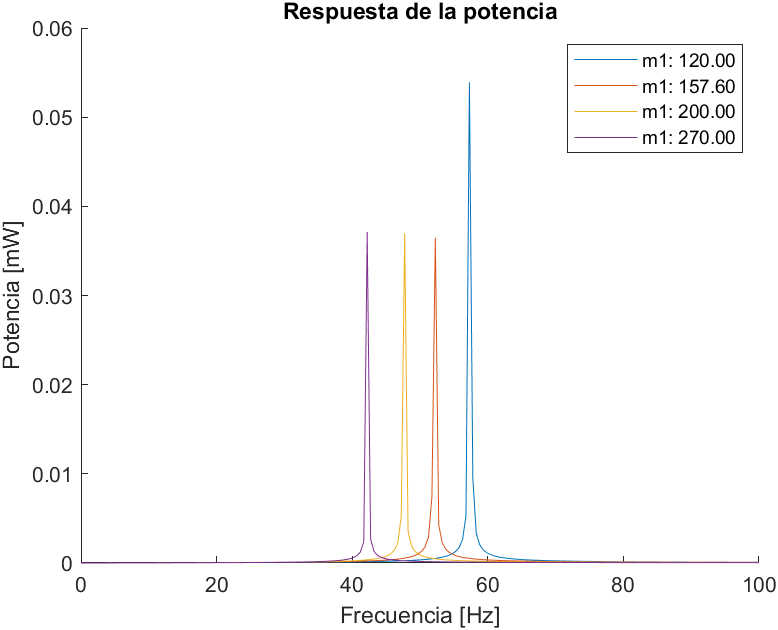 Respuesta de la potencia
0.06
0.05
0.04
0.03
0.02
0.01
0
Potencia [mW]
m1: 120.00
m1: 157.60
m1: 200.00
m1: 270.00
0 20 40 60 80 100
Frecuencia [Hz]